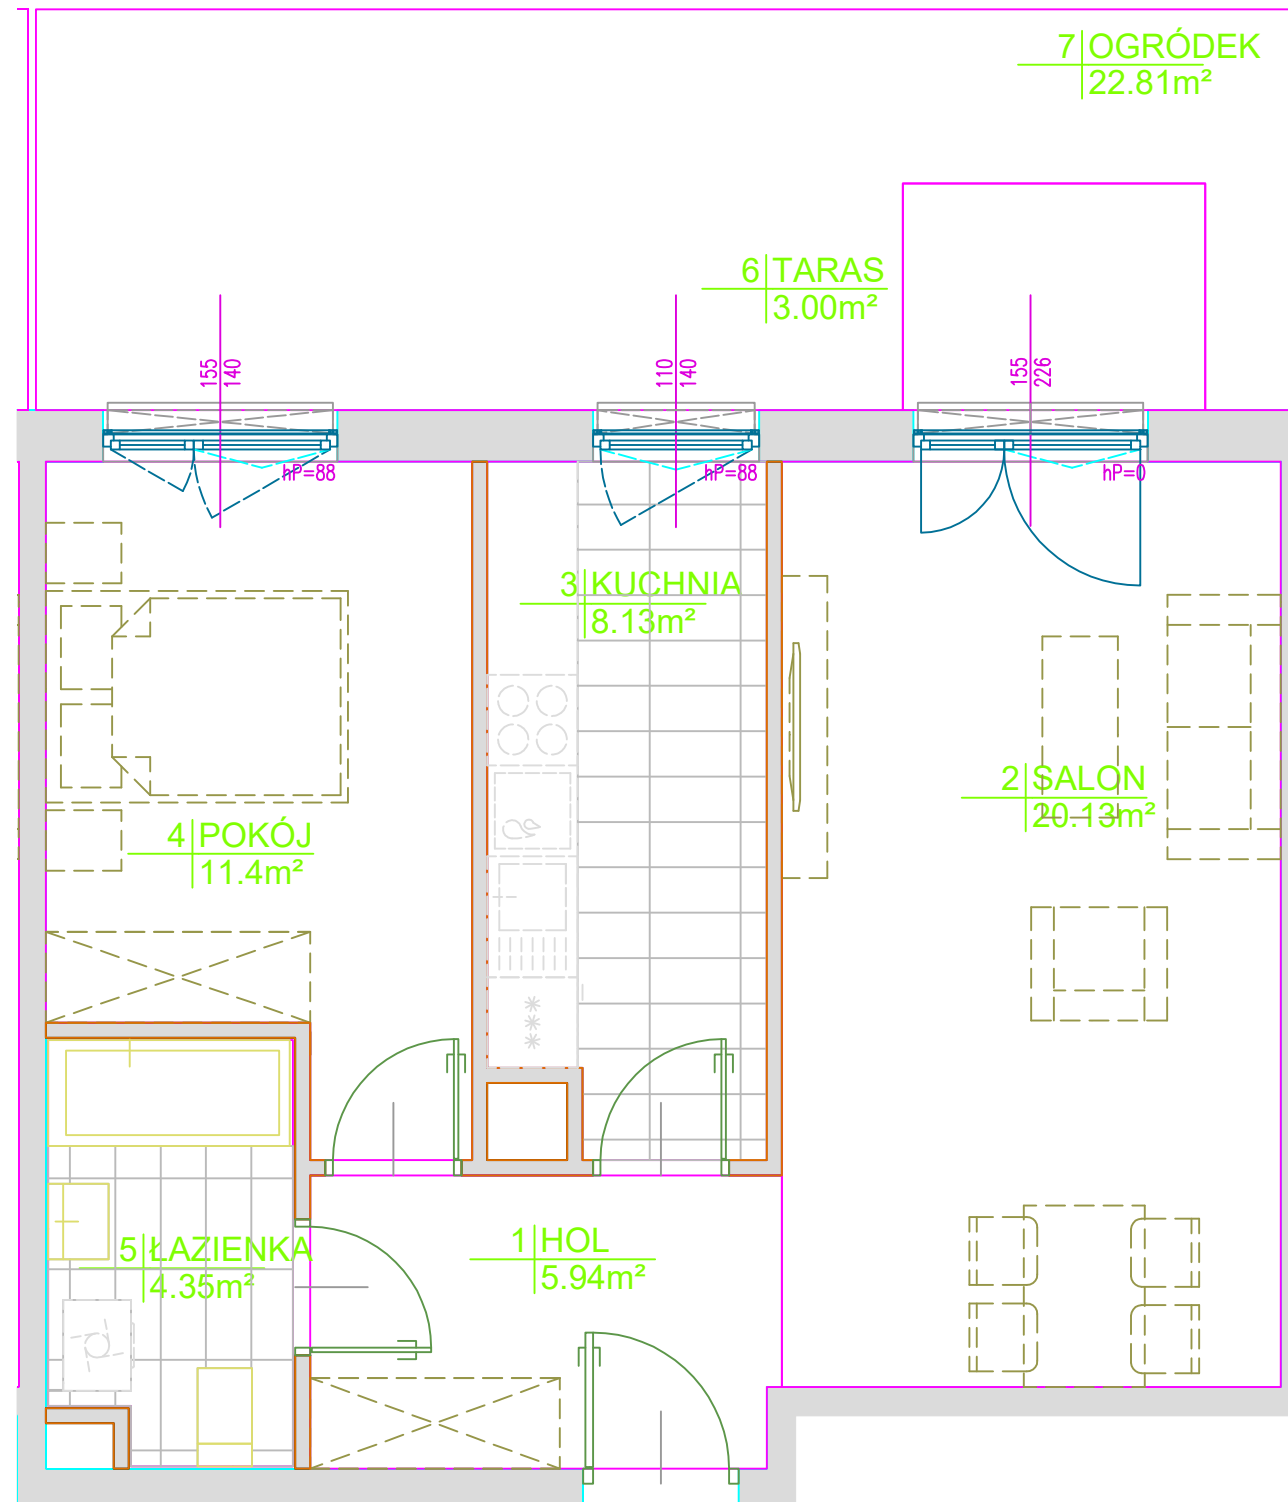 7 OGRÓDEK
22.81m²
6 TARAS
3.00m²
155
140
110
140
155
226
hP=88
hP=88
hP=0
3 KUCHNIA
8.13m²
2 SALON
20.13m²
4 POKÓJ
11.4m²
1 HOL
5.94m²
5 ŁAZIENKA
4.35m²